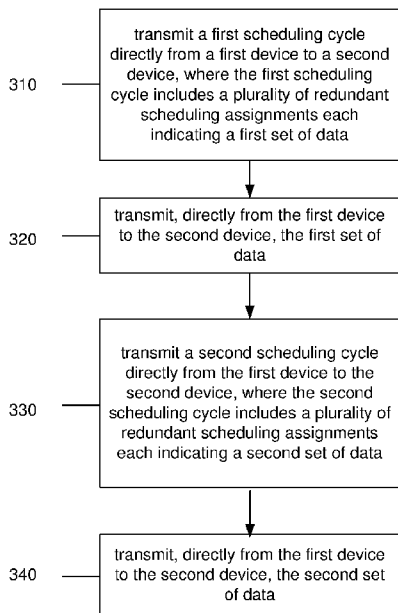 310
transmit a first scheduling cycle
directly from a first device to a second
device, where the first scheduling
cycle includes a plurality of redundant
scheduling assignments each
indicating a first set of data
320
transmit, directly from the first device
to the second device, the first set of
data
330
transmit a second scheduling cycle
directly from the first device to the
second device, where the second
scheduling cycle includes a plurality of
redundant scheduling assignments
each indicating a second set of data
340
transmit, directly from the first device
to the second device, the second set
of data